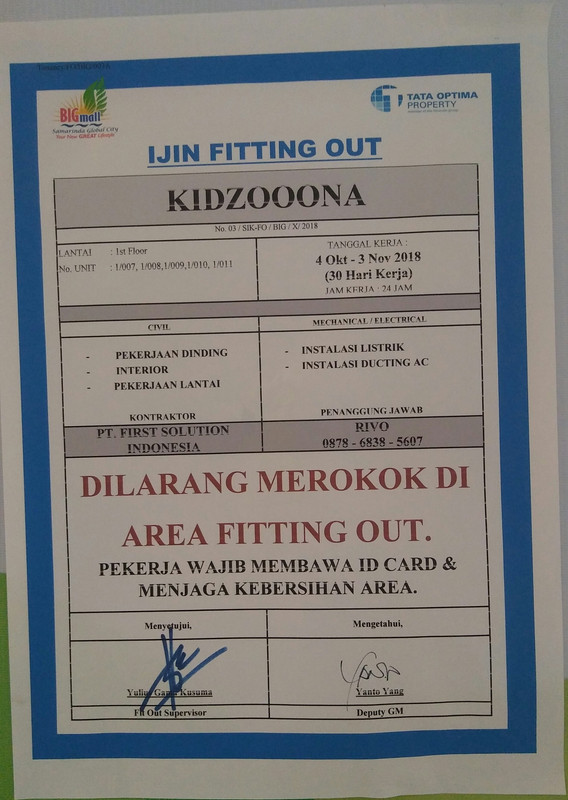 BIGmall
Samarinda Global City
Your New GREAT Lifestyle
TATA OPTIMA
PROPERTY
IJIN FITTING OUT
KIDZOOONA
No. 03 / SIK-FO / BIG / X/ 2018
LANTAI : 1st Floor
No. UNIT : 1/007, 1/008,1/009,1/010, 1/011
TANGGAL KERJA :
4 Okt - 3 Nov 2018
(30 Hari Kerja)
JAM KERJA : 24 JAM
CIVIL
MECHANICAL / ELECTRICAL
- PEKERJAAN DINDING
- INTERIOR
- PEKERJAAN LANTAI
- INSTALASI LISTRIK
- INSTALASI DUCTING AC
KONTRAKTOR
PENANGGUNG JAWAB
PT. FIRST SOLUTION
INDONESIA
RIVO
0878 - 6838 - 5607
DILARANG MEROKOK DI
AREA FITTING OUT.
PEKERJA WAJIB MEMBAWA ID CARD &
MENJAGA KEBERSIHAN AREA.
Menyetujui,
Mengetahui,
Kusuma
Fit Out Supervisor
Yanto Yang
Deputy GM